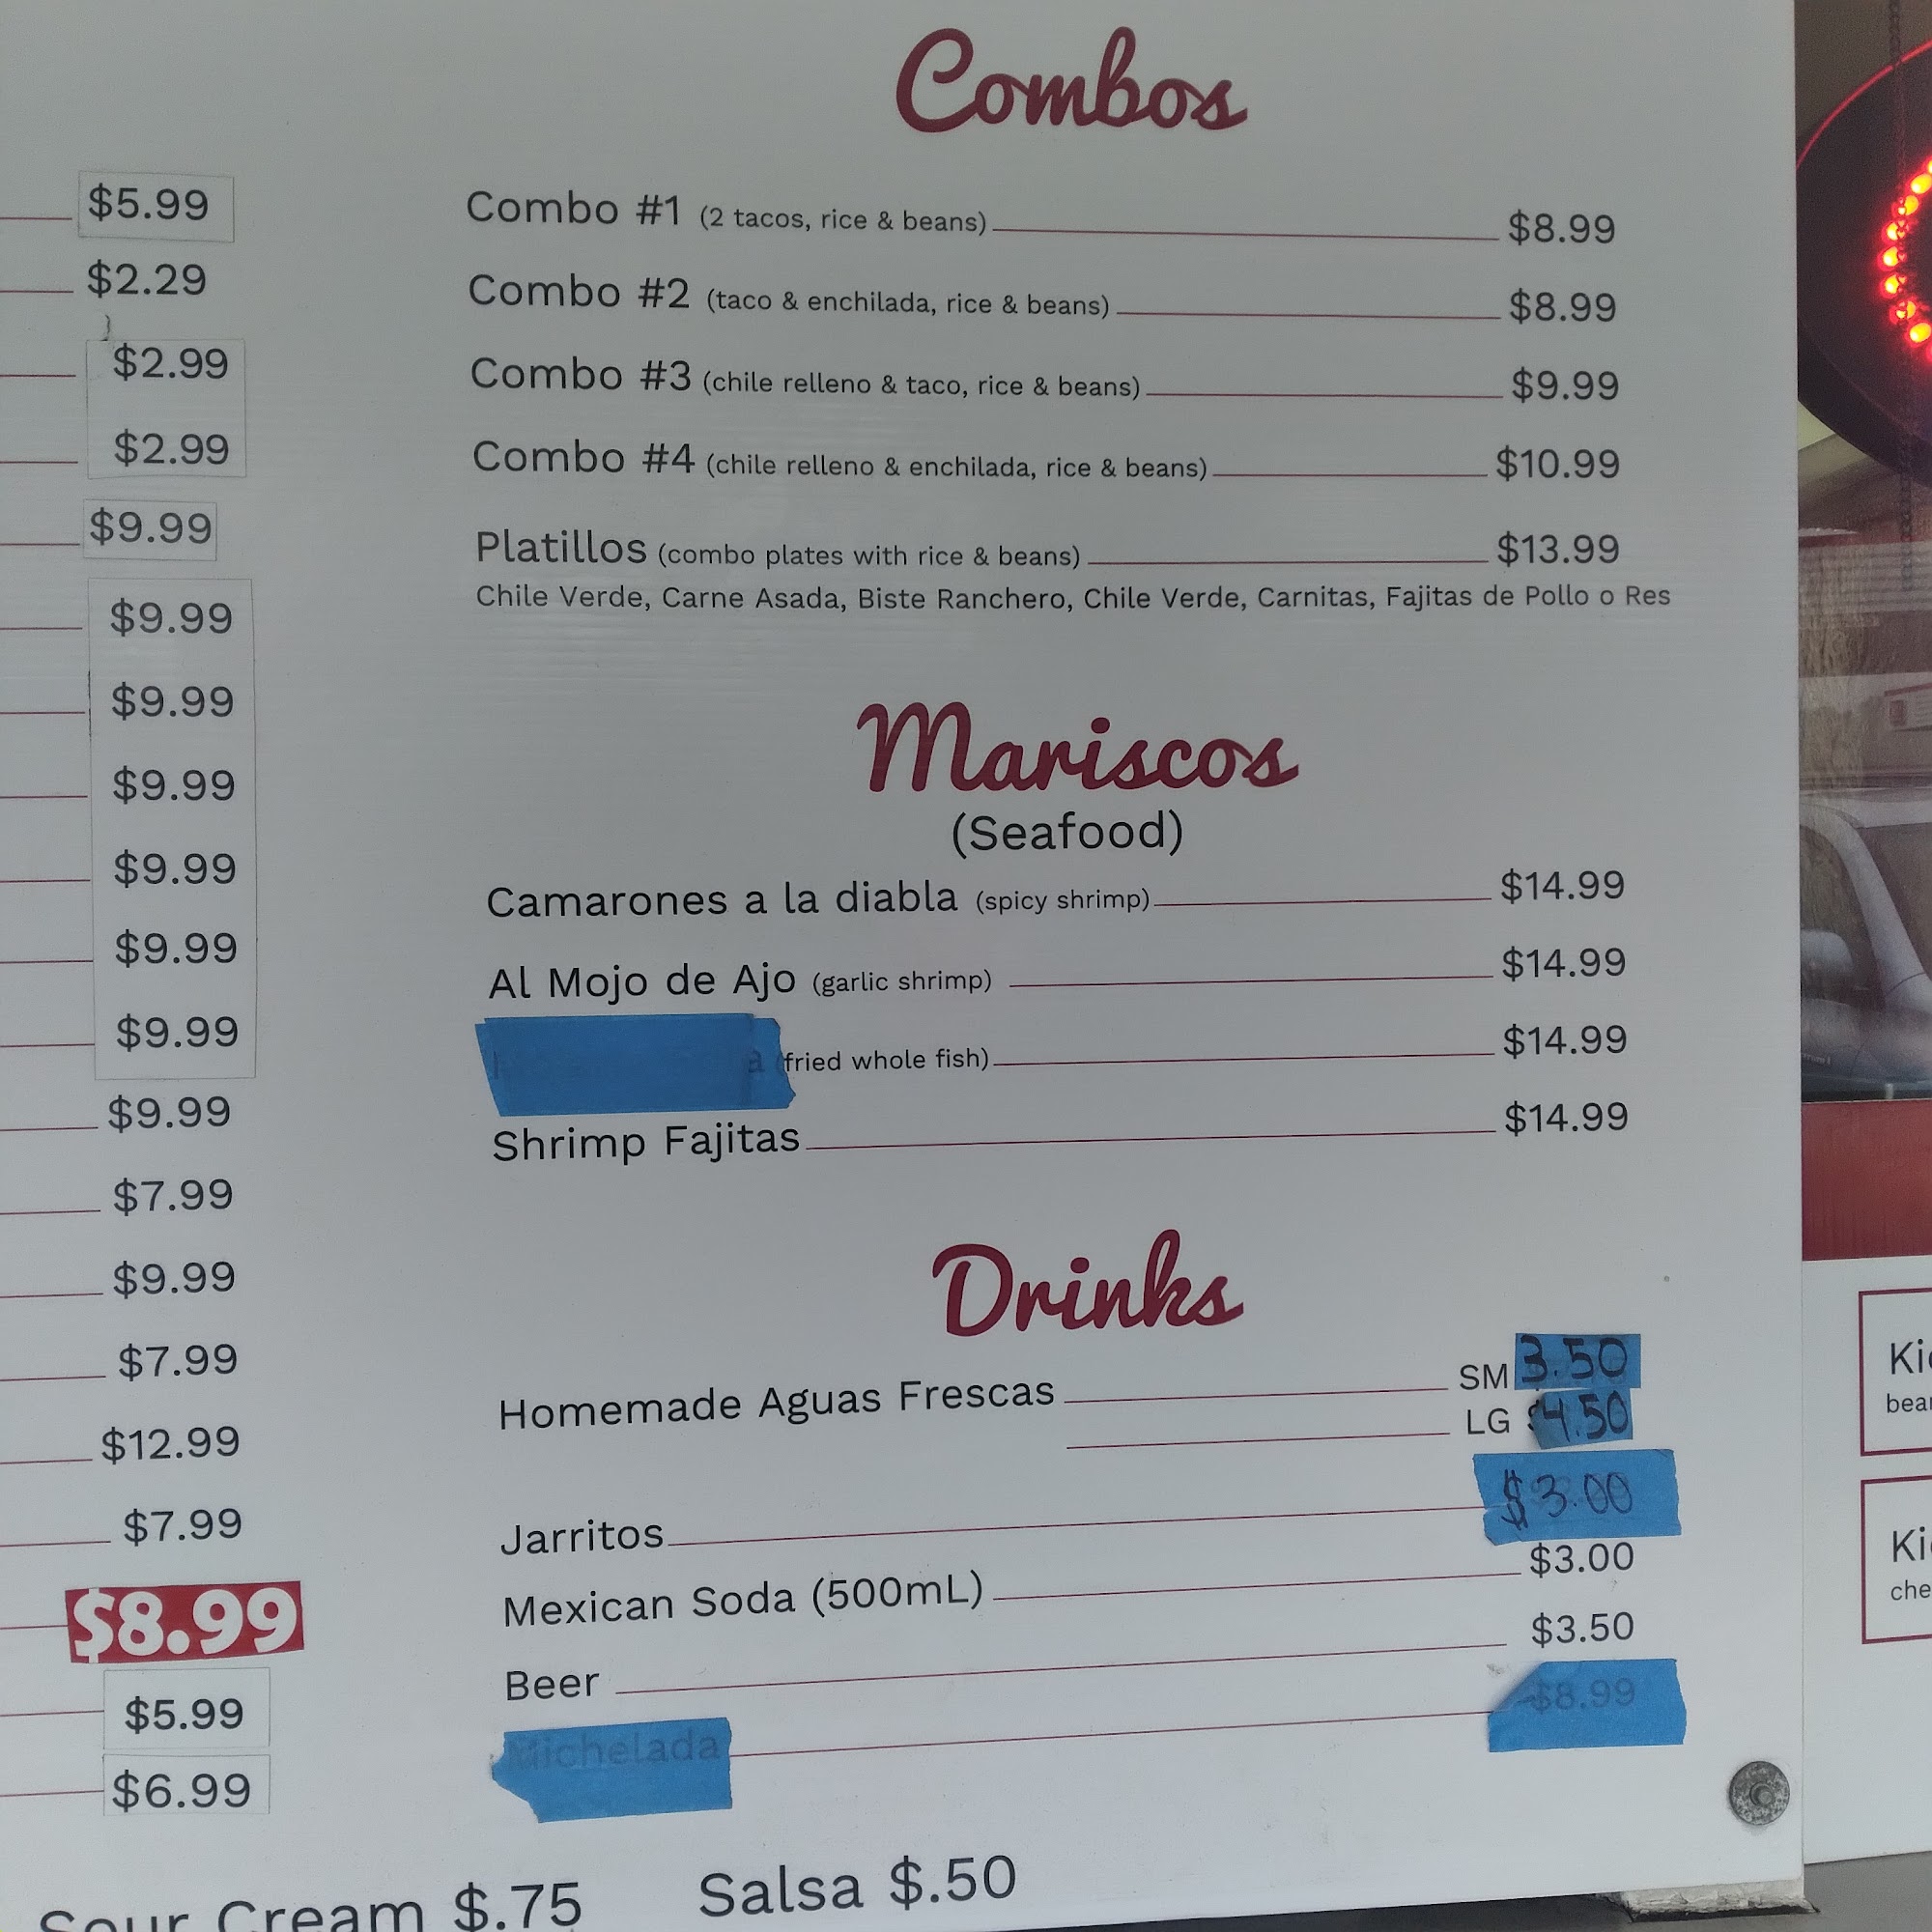 $5.99
$2.29
$2.99
$2.99
$9.99
$9.99
$9.99
$9.99
$9.99
$9.99
$9.99
$9.99
$7.99
$9.99
$7.99
$12.99
$7.99
$8.99
$5.99
$6.99
Combos
Combo #1 (2 tacos, rice & beans) $8.99
Combo #2 (taco & enchilada, rice & beans) $8.99
Combo #3 (chile relleno & taco, rice & beans) $9.99
Combo #4 (chile relleno & enchilada, rice & beans) $10.99
Platillos (combo plates with rice & beans) $13.99
Chile Verde, Carne Asada, Biste Ranchero, Chile Verde, Carnitas, Fajitas de Pollo o Res
Mariscos
(Seafood)
Camarones a la diabla (spicy shrimp) $14.99
Al Mojo de Ajo (garlic shrimp) $14.99
(fried whole fish) $14.99
Shrimp Fajitas $14.99
Drinks
Homemade Aguas Frescas SM 3.50
LG 4.50
Jarritos $3.00
Mexican Soda (500mL) $3.00
Beer $3.50
Michelada $8.99
Sour Cream $.75 Salsa $.50